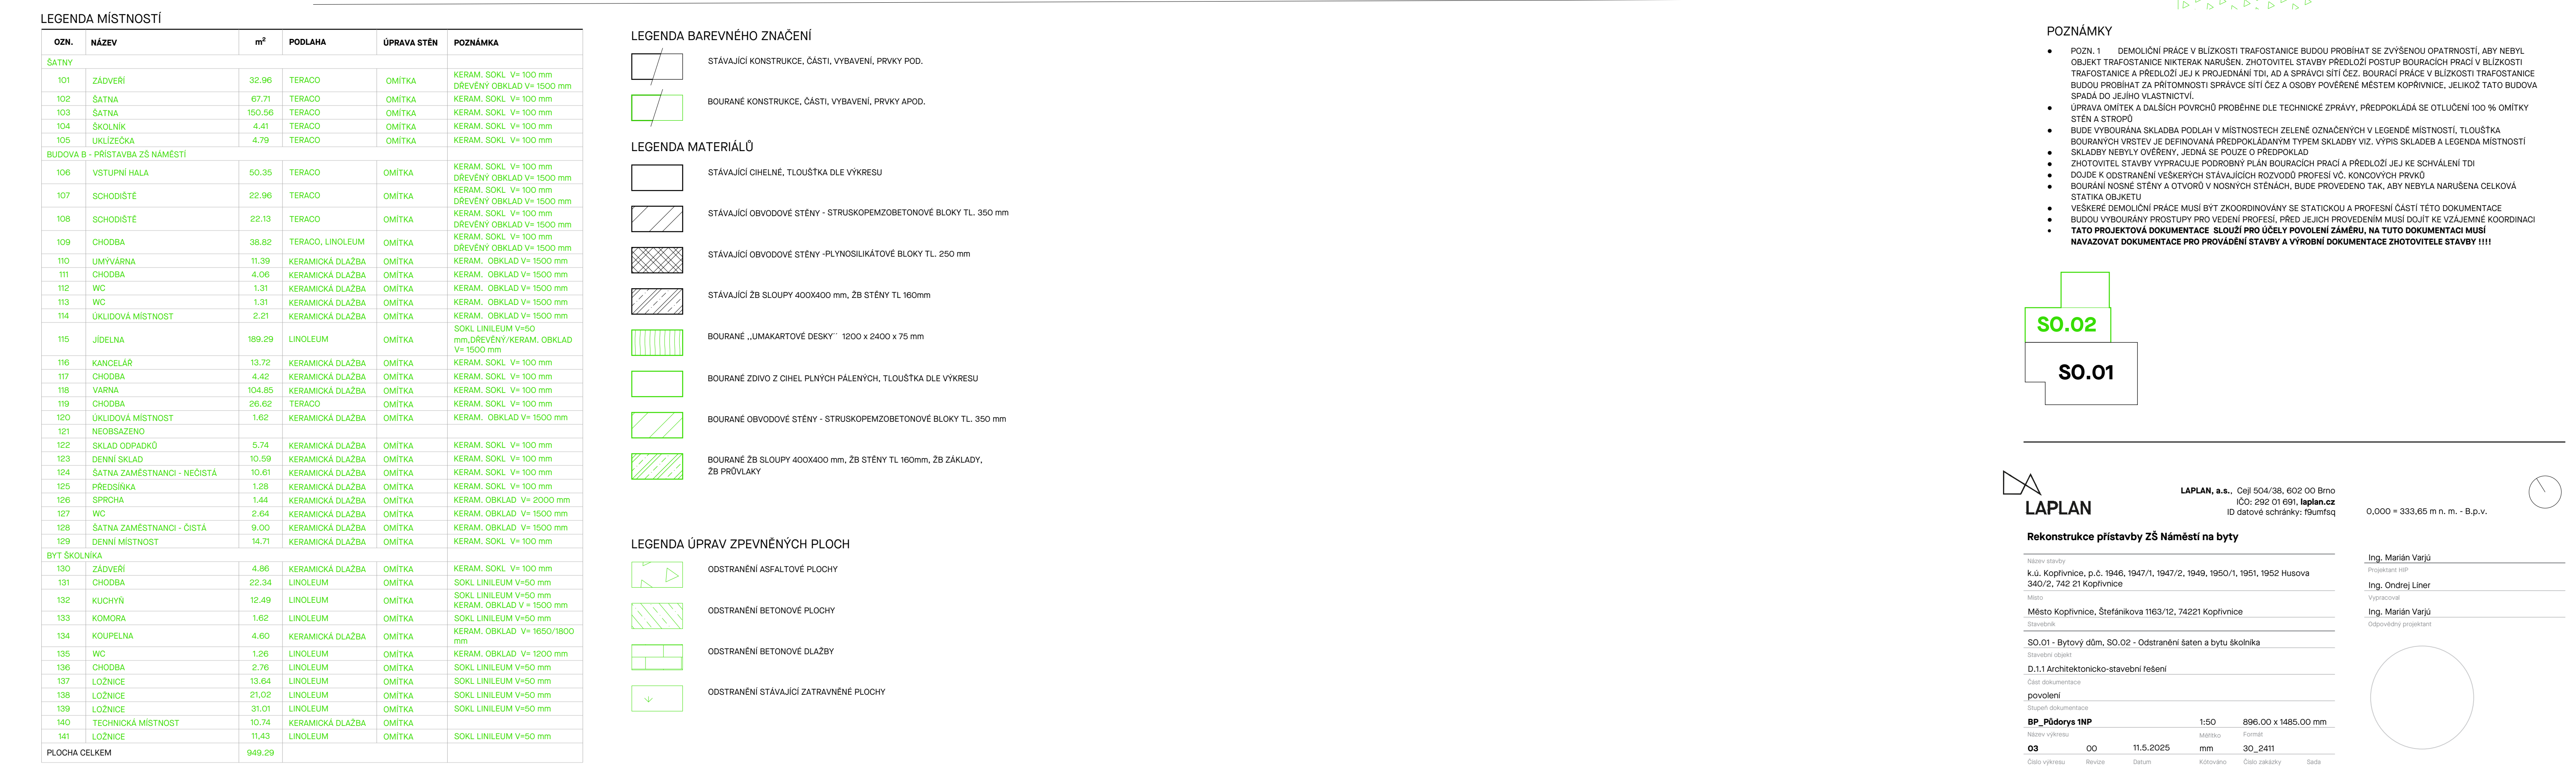 LEGENDA MÍSTNOSTÍ
OZN. NÁZEV m² PODLAHA ÚPRAVA STĚN POZNÁMKA
ŠATNY
101 ZÁDVEŘÍ 32.96 TERACO OMÍTKA KERAM. SOKL V= 100 mm
DŘEVĚNÝ OBKLAD V= 1500 mm
102 ŠATNA 67.71 TERACO OMÍTKA KERAM. SOKL V= 100 mm
103 ŠATNA 150.56 TERACO OMÍTKA KERAM. SOKL V= 100 mm
104 ŠKOLNÍK 4.41 TERACO OMÍTKA KERAM. SOKL V= 100 mm
105 UKLÍZEČKA 4.79 TERACO OMÍTKA KERAM. SOKL V= 100 mm
BUDOVA B - PŘÍSTAVBA ZŠ NÁMĚSTÍ
106 VSTUPNÍ HALA 50.35 TERACO OMÍTKA KERAM. SOKL V= 100 mm
DŘEVĚNÝ OBKLAD V= 1500 mm
107 SCHODIŠTĚ 22.96 TERACO OMÍTKA KERAM. SOKL V= 100 mm
DŘEVĚNÝ OBKLAD V= 1500 mm
108 SCHODIŠTĚ 22.13 TERACO OMÍTKA KERAM. SOKL V= 100 mm
DŘEVĚNÝ OBKLAD V= 1500 mm
109 CHODBA 38.82 TERACO, LINOLEUM OMÍTKA KERAM. SOKL V= 100 mm
DŘEVĚNÝ OBKLAD V= 1500 mm
110 UMÝVÁRNA 11.39 KERAMICKÁ DLAŽBA OMÍTKA KERAM. OBKLAD V= 1500 mm
111 CHODBA 4.06 KERAMICKÁ DLAŽBA OMÍTKA KERAM. OBKLAD V= 1500 mm
112 WC 1.31 KERAMICKÁ DLAŽBA OMÍTKA KERAM. OBKLAD V= 1500 mm
113 WC 1.31 KERAMICKÁ DLAŽBA OMÍTKA KERAM. OBKLAD V= 1500 mm
114 ÚKLIDOVÁ MÍSTNOST 2.21 KERAMICKÁ DLAŽBA OMÍTKA KERAM. OBKLAD V= 1500 mm
115 JÍDELNA 189.29 LINOLEUM OMÍTKA SOKL LINILEUM V=50
mm,DŘEVĚNÝ/KERAM. OBKLAD
V= 1500 mm
116 KANCELÁŘ 13.72 KERAMICKÁ DLAŽBA OMÍTKA KERAM. SOKL V= 100 mm
117 CHODBA 4.42 KERAMICKÁ DLAŽBA OMÍTKA KERAM. SOKL V= 100 mm
118 VARNA 104.85 KERAMICKÁ DLAŽBA OMÍTKA KERAM. SOKL V= 100 mm
119 CHODBA 26.62 TERACO OMÍTKA KERAM. SOKL V= 100 mm
120 ÚKLIDOVÁ MÍSTNOST 1.62 KERAMICKÁ DLAŽBA OMÍTKA KERAM. OBKLAD V= 1500 mm
121 NEOBSAZENO
122 SKLAD ODPADKŮ 5.74 KERAMICKÁ DLAŽBA OMÍTKA KERAM. SOKL V= 100 mm
123 DENNÍ SKLAD 10.59 KERAMICKÁ DLAŽBA OMÍTKA KERAM. SOKL V= 100 mm
124 ŠATNA ZAMĚSTNANCI - NEČISTÁ 10.61 KERAMICKÁ DLAŽBA OMÍTKA KERAM. SOKL V= 100 mm
125 PŘEDSÍŇKA 1.28 KERAMICKÁ DLAŽBA OMÍTKA KERAM. SOKL V= 100 mm
126 SPRCHA 1.44 KERAMICKÁ DLAŽBA OMÍTKA KERAM. OBKLAD V= 2000 mm
127 WC 2.64 KERAMICKÁ DLAŽBA OMÍTKA KERAM. OBKLAD V= 1500 mm
128 ŠATNA ZAMĚSTNANCI - ČISTÁ 9.00 KERAMICKÁ DLAŽBA OMÍTKA KERAM. OBKLAD V= 1500 mm
129 DENNÍ MÍSTNOST 14.71 KERAMICKÁ DLAŽBA OMÍTKA KERAM. SOKL V= 100 mm
BYT ŠKOLNÍKA
130 ZÁDVEŘÍ 4.86 KERAMICKÁ DLAŽBA OMÍTKA KERAM. SOKL V= 100 mm
131 CHODBA 22.34 LINOLEUM OMÍTKA SOKL LINILEUM V=50 mm
132 KUCHYŇ 12.49 LINOLEUM OMÍTKA SOKL LINILEUM V=50 mm
KERAM. OBKLAD V = 1500 mm
133 KOMORA 1.62 LINOLEUM OMÍTKA SOKL LINILEUM V=50 mm
134 KOUPELNA 4.60 KERAMICKÁ DLAŽBA OMÍTKA KERAM. OBKLAD V= 1650/1800
mm
135 WC 1.26 LINOLEUM OMÍTKA KERAM. OBKLAD V= 1200 mm
136 CHODBA 2.76 LINOLEUM OMÍTKA SOKL LINILEUM V=50 mm
137 LOŽNICE 13.64 LINOLEUM OMÍTKA SOKL LINILEUM V=50 mm
138 LOŽNICE 21.02 LINOLEUM OMÍTKA SOKL LINILEUM V=50 mm
139 LOŽNICE 31.01 LINOLEUM OMÍTKA SOKL LINILEUM V=50 mm
140 TECHNICKÁ MÍSTNOST 10.74 KERAMICKÁ DLAŽBA OMÍTKA
141 LOŽNICE 11.43 LINOLEUM OMÍTKA SOKL LINILEUM V=50 mm
PLOCHA CELKEM 949.29
LEGENDA BAREVNÉHO ZNAČENÍ
STÁVAJÍCÍ KONSTRUKCE, ČÁSTI, VYBAVENÍ, PRVKY POD.
BOURANÉ KONSTRUKCE, ČÁSTI, VYBAVENÍ, PRVKY APOD.
LEGENDA MATERIÁLŮ
STÁVAJÍCÍ CIHELNÉ, TLOUŠŤKA DLE VÝKRESU
STÁVAJÍCÍ OBVODOVÉ STĚNY - STRUSKOPEMZOBETONOVÉ BLOKY TL. 350 mm
STÁVAJÍCÍ OBVODOVÉ STĚNY -PLYNOSILIKÁTOVÉ BLOKY TL. 250 mm
STÁVAJÍCÍ ŽB SLOUPY 400X400 mm, ŽB STĚNY TL 160mm
BOURANÉ ,,UMAKARTOVÉ DESKY¨ 1200 x 2400 x 75 mm
BOURANÉ ZDIVO Z CIHEL PLNÝCH PÁLENÝCH, TLOUŠŤKA DLE VÝKRESU
BOURANÉ OBVODOVÉ STĚNY - STRUSKOPEMZOBETONOVÉ BLOKY TL. 350 mm
BOURANÉ ŽB SLOUPY 400X400 mm, ŽB STĚNY TL 160mm, ŽB ZÁKLADY,
ŽB PRŮVLAKY
LEGENDA ÚPRAV ZPEVNĚNÝCH PLOCH
ODSTRANĚNÍ ASFALTOVÉ PLOCHY
ODSTRANĚNÍ BETONOVÉ PLOCHY
ODSTRANĚNÍ BETONOVÉ DLAŽBY
ODSTRANĚNÍ STÁVAJÍCÍ ZATRAVNĚNÉ PLOCHY
POZNÁMKY
● POZN. 1 DEMOLIČNÍ PRÁCE V BLÍZKOSTI TRAFOSTANICE BUDOU PROBÍHAT SE ZVÝŠENOU OPATRNOSTÍ, ABY NEBYL
OBJEKT TRAFOSTANICE NIKTERAK NARUŠEN. ZHOTOVITEL STAVBY PŘEDLOŽÍ POSTUP BOURACÍCH PRACÍ V BLÍZKOSTI
TRAFOSTANICE A PŘEDLOŽÍ JEJ K PROJEDNÁNÍ TDI, AD A SPRÁVCI SÍTÍ ČEZ. BOURACÍ PRÁCE V BLÍZKOSTI TRAFOSTANICE
BUDOU PROBÍHAT ZA PŘÍTOMNOSTI SPRÁVCE SÍTÍ ČEZ A OSOBY POVĚŘENÉ MĚSTEM KOPŘIVNICE, JELIKOŽ TATO BUDOVA
SPADÁ DO JEJÍHO VLASTNICTVÍ.
● ÚPRAVA OMÍTEK A DALŠÍCH POVRCHŮ PROBĚHNE DLE TECHNICKÉ ZPRÁVY, PŘEDPOKLÁDÁ SE OTLUČENÍ 100 % OMÍTKY
STĚN A STROPŮ
● BUDE VYBOURÁNA SKLADBA PODLAH V MÍSTNOSTECH ZELENĚ OZNAČENÝCH V LEGENDĚ MÍSTNOSTÍ, TLOUŠŤKA
BOURANÝCH VRSTEV JE DEFINOVANÁ PŘEDPOKLÁDANÝM TYPEM SKLADBY VIZ. VÝPIS SKLADEB A LEGENDA MÍSTNOSTÍ
● SKLADBY NEBYLY OVĚŘENY, JEDNÁ SE POUZE O PŘEDPOKLAD
● ZHOTOVITEL STAVBY VYPRACUJE PODROBNÝ PLÁN BOURACÍCH PRACÍ A PŘEDLOŽÍ JEJ KE SCHVÁLENÍ TDI
● DOJDE K ODSTRANĚNÍ VEŠKERÝCH STÁVAJÍCÍCH ROZVODŮ PROFESÍ VČ. KONCOVÝCH PRVKŮ
● BOURÁNÍ NOSNÉ STĚNY A OTVORŮ V NOSNÝCH STĚNÁCH, BUDE PROVEDENO TAK, ABY NEBYLA NARUŠENA CELKOVÁ
STATIKA OBJKETU
● VEŠKERÉ DEMOLIČNÍ PRÁCE MUSÍ BÝT ZKOORDINOVÁNY SE STATICKOU A PROFESNÍ ČÁSTÍ TÉTO DOKUMENTACE
● BUDOU VYBOURÁNY PROSTUPY PRO VEDENÍ PROFESÍ, PŘED JEJICH PROVEDENÍM MUSÍ DOJÍT KE VZÁJEMNÉ KOORDINACI
• TATO PROJEKTOVÁ DOKUMENTACE SLOUŽÍ PRO ÚČELY POVOLENÍ ZÁMĚRU, NA TUTO DOKUMENTACI MUSÍ
NAVAZOVAT DOKUMENTACE PRO PROVÁDĚNÍ STAVBY A VÝROBNÍ DOKUMENTACE ZHOTOVITELE STAVBY !!!!
SO.02
SO.01
LAPLAN
LAPLAN, a.s., Cejl 504/38, 602 00 Brno
IČO: 292 01 691, laplan.cz
ID datové schránky: f9umfsq
0,000 = 333,65 m n. m. - B.p.v.
Rekonstrukce přístavby ZŠ Náměstí na byty
Název stavby
k.ú. Kopřivnice, p.č. 1946, 1947/1, 1947/2, 1949, 1950/1, 1951, 1952 Husova
340/2, 742 21 Kopřivnice
Místo
Město Kopřivnice, Štefánikova 1163/12, 74221 Kopřivnice
Stavebník
SO.01 - Bytový dům, SO.02 - Odstranění šaten a bytu školníka
Stavební objekt
D.1.1 Architektonicko-stavební řešení
Část dokumentace
povolení
Stupeň dokumentace
BP_Půdorys 1NP 1:50 896.00 x 1485.00 mm
Název výkresu Měřítko Formát
03 00 11.5.2025 mm 30_2411
Číslo výkresu Revize Datum Kótováno Číslo zakázky Sada
Ing. Marián Varjú
Projektant HIP
Ing. Ondrej Liner
Vypracoval
Ing. Marián Varjú
Odpovědný projektant